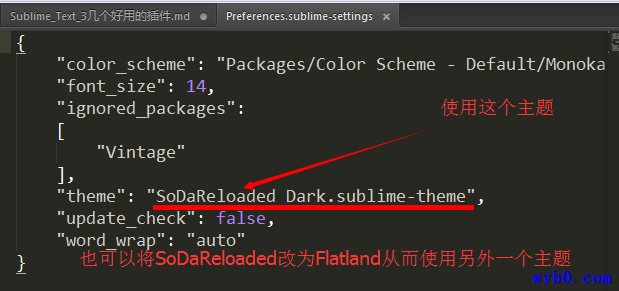 Sublime_Text_3几个好用的插件.md
Preferences.sublime-settings ×
{
"color_scheme": "Packages/Color Scheme - Default/Monoka
"font_size": 14,
"ignored_packages":
使用这个主题
[
"Vintage"
],
"theme": "SoDaReloaded Dark.sublime-theme",
"update_check": false,
"word_wrap": "auto"
也可以将SoDaReloaded改为Flatland从而使用另外一个主题
}
wyb0.com